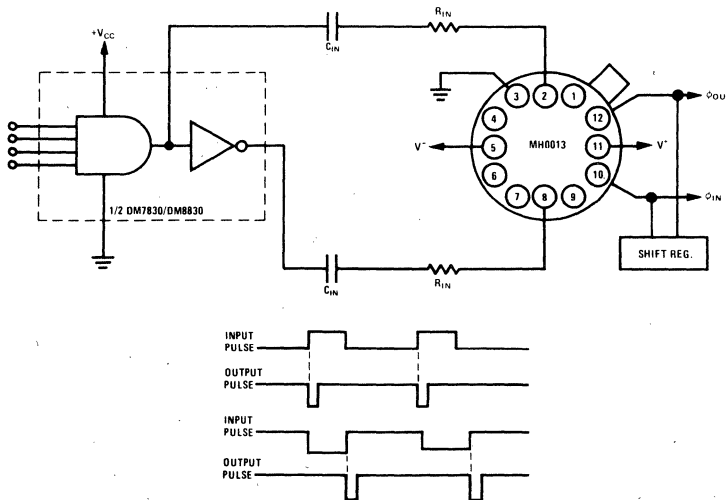 +VCC
CIN
RIN
1/2 DM7830/DM8830
3
2
1
4
12
V-
5
MH0013
11
V+
6
10
7
8
9
ϕOU
ϕIN
SHIFT REG.
CIN
RIN
INPUT
PULSE
OUTPUT
PULSE
INPUT
PULSE
OUTPUT
PULSE